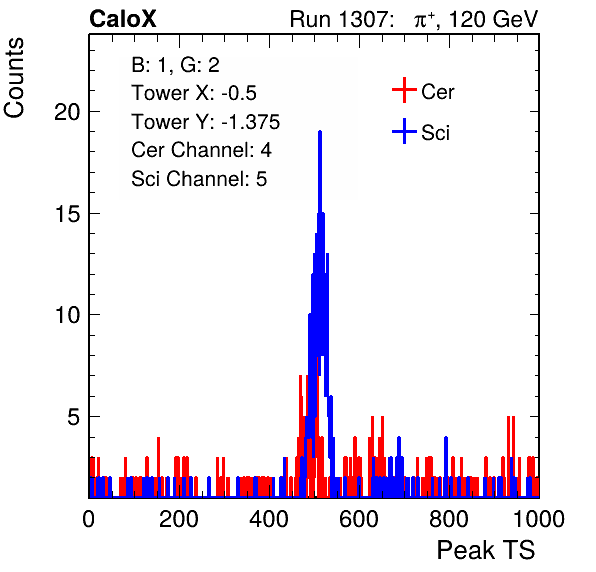 CaloX Run 1307: π⁺, 120 GeV
Counts
B: 1, G: 2
Tower X: -0.5
Tower Y: -1.375
Cer Channel: 4
Sci Channel: 5
Cer
Sci
20
15
10
5
0 200 400 600 800 1000
Peak TS